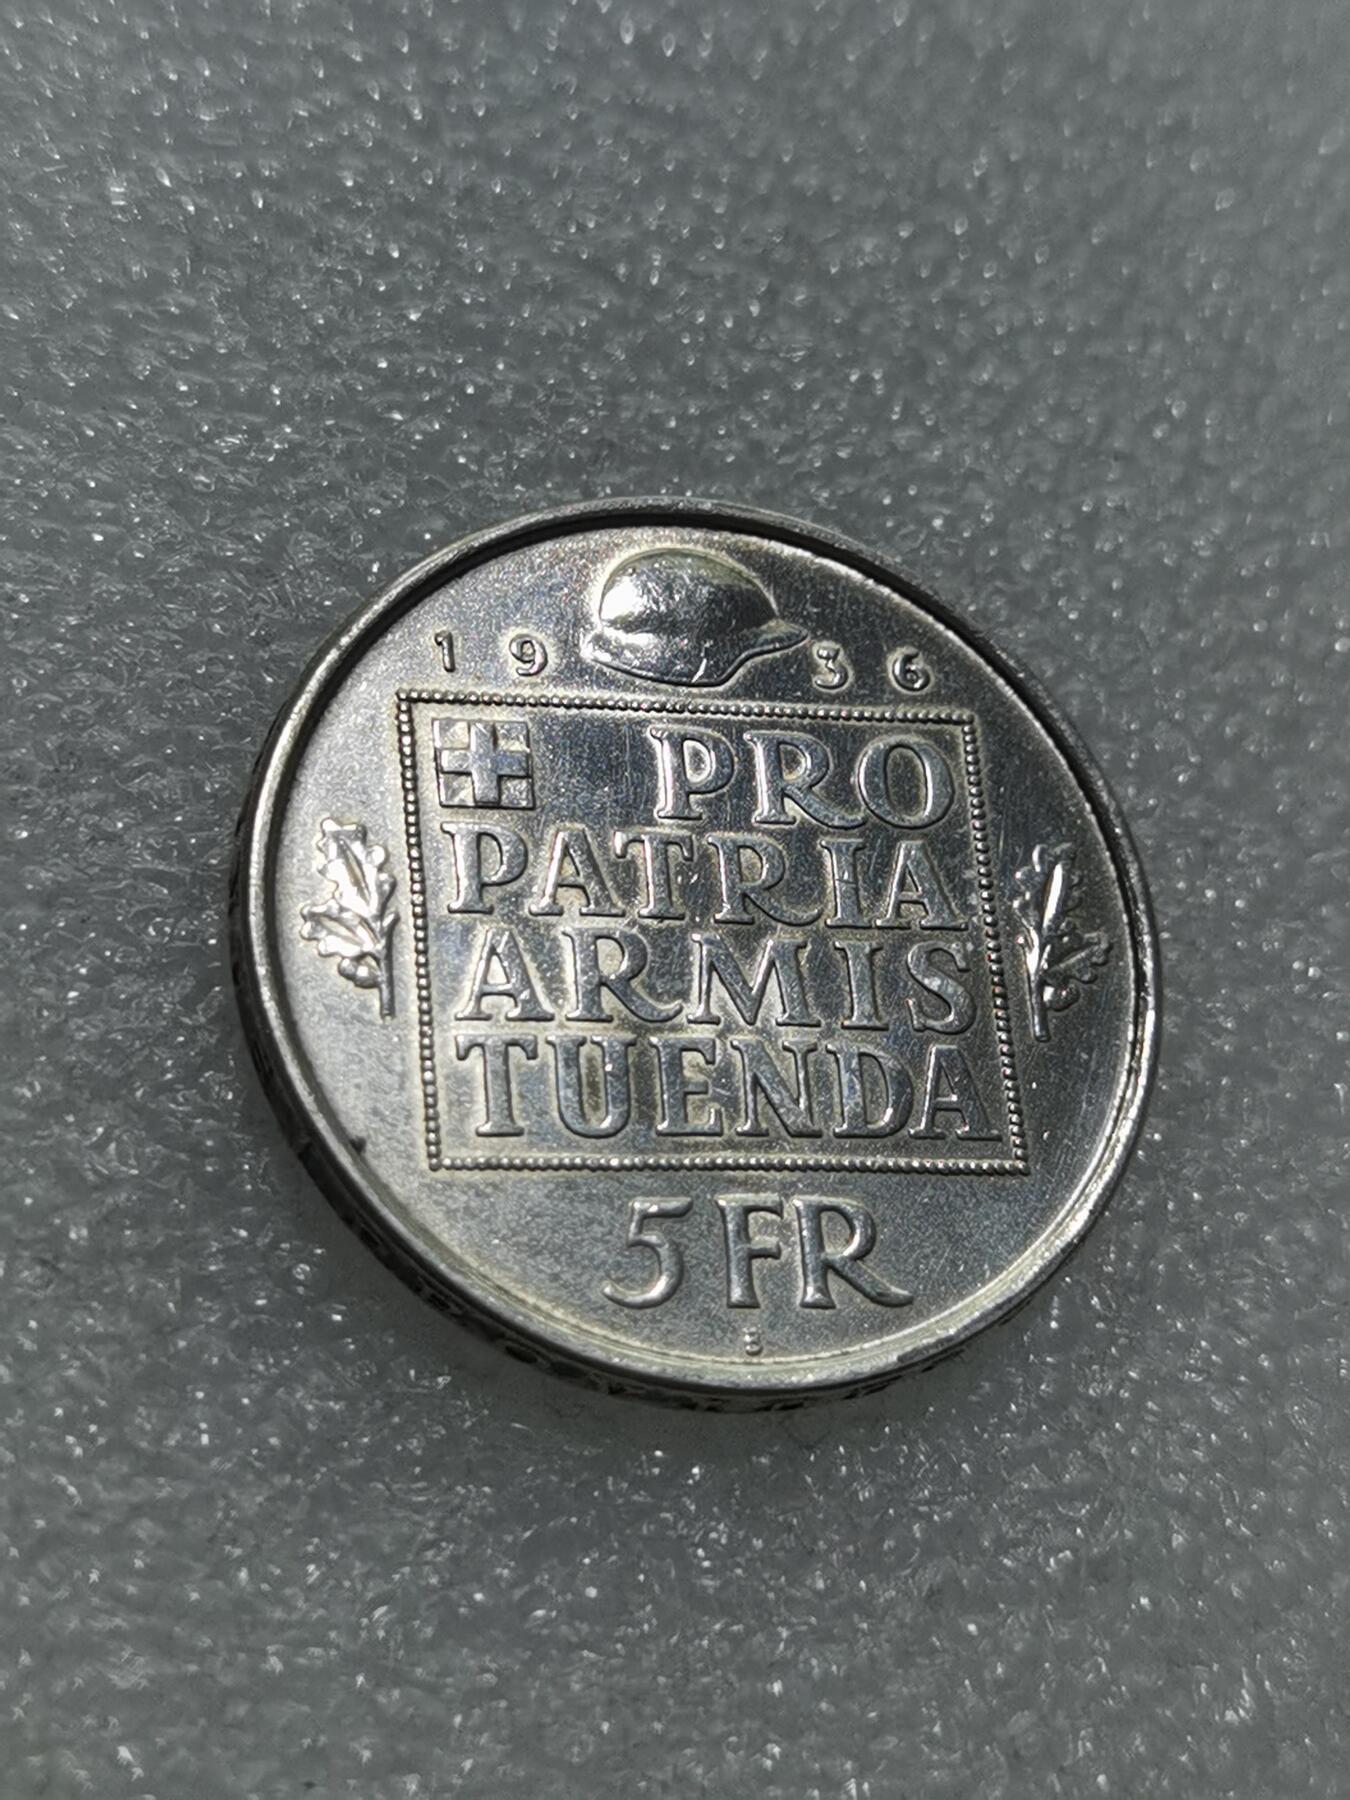 1936
PRO
PATRIA
ARMIS
TUENDA
5 FR
B